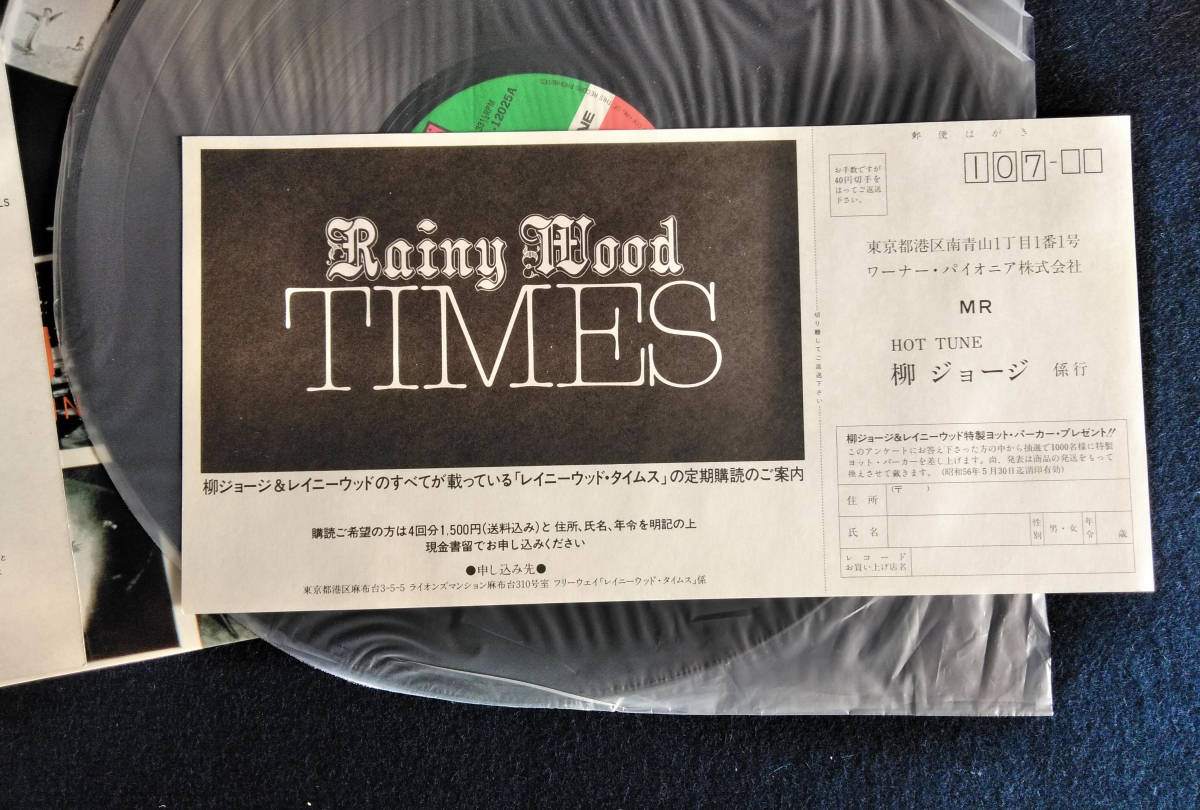 LS
33⅓RPM
-12025A
NE
Rainy Wood
TIMES
柳ジョージ&レイニーウッドのすべてが載っている「レイニーウッド・タイムス」の定期購読のご案内
購読ご希望の方は4回分1,500円(送料込み)と 住所、氏名、年令を明記の上
現金書留でお申し込みください
●申し込み先●
東京都港区麻布台3-5-5 ライオンズマンション麻布台310号室 フリーウェイ「レイニーウッド・タイムス」係
切り離してご返送下さい
郵便はがき
お手数ですが
40円切手を
はってご返送
下さい。
107-
東京都港区南青山1丁目1番1号
ワーナー・パイオニア株式会社
MR
HOT TUNE
柳 ジョージ 係行
柳ジョージ&レイニーウッド特製ヨット・パーカー・プレゼント!!
このアンケートにお答え下さった方の中から抽選で1000名様に特製
ヨット・パーカーを差し上げます。尚、発表は商品の発送をもって
換えさせて戴きます。(昭和56年5月30日迄消印有効)
住所 (〒 )
氏名 性別 男・女 年令 歳
レコード
お買い上げ店名